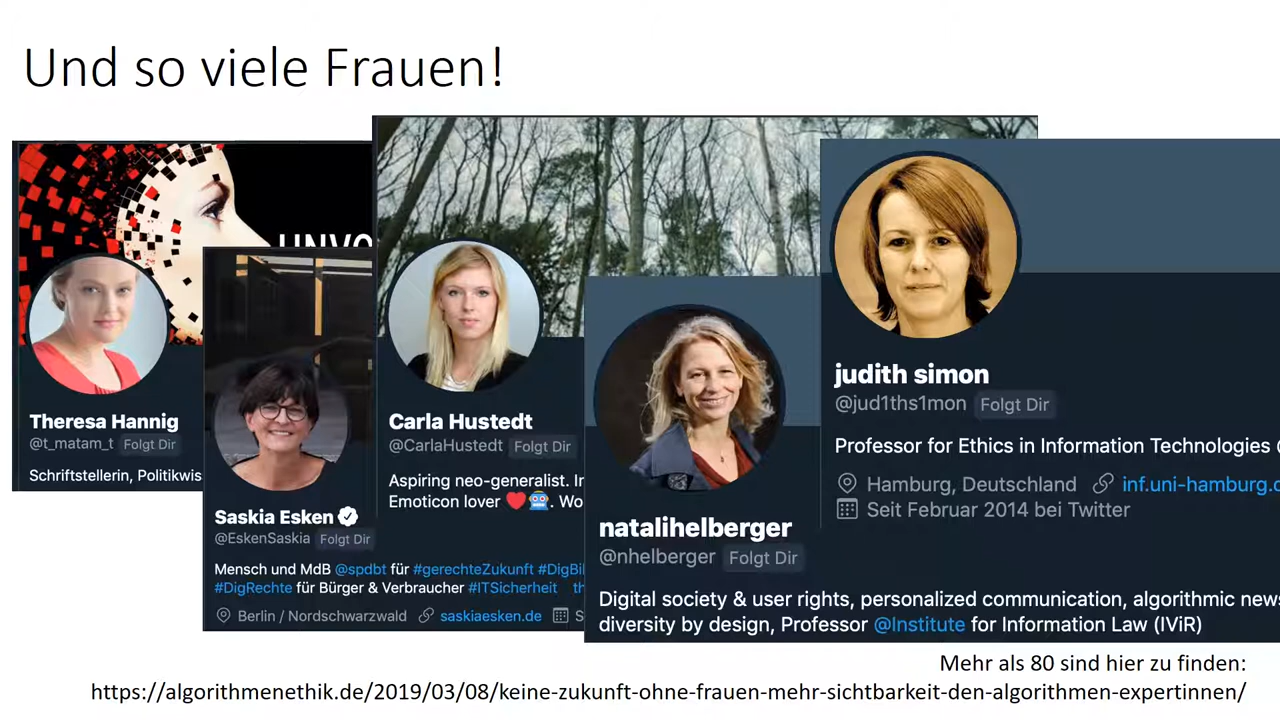 Und so viele Frauen!
Theresa Hannig
@t_matam_t Folgt Dir
Schriftstellerin, Politikwis
Saskia Esken
@EskenSaskia Folgt Dir
Mensch und MdB @spdbt für #gerechteZukunft #DigBil
#DigRechte für Bürger & Verbraucher #ITSicherheit th
Berlin / Nordschwarzwald saskiaesken.de S
Carla Hustedt
@CarlaHustedt Folgt Dir
Aspiring neo-generalist. In
Emoticon lover ❤️🤖. Wo
natalihelberger
@nhelberger Folgt Dir
Digital society & user rights, personalized communication, algorithmic news
diversity by design, Professor @Institute for Information Law (IViR)
judith simon
@jud1ths1mon Folgt Dir
Professor for Ethics in Information Technologies
Hamburg, Deutschland inf.uni-hamburg.d
Seit Februar 2014 bei Twitter
Mehr als 80 sind hier zu finden:
https://algorithmenethik.de/2019/03/08/keine-zukunft-ohne-frauen-mehr-sichtbarkeit-den-algorithmen-expertinnen/